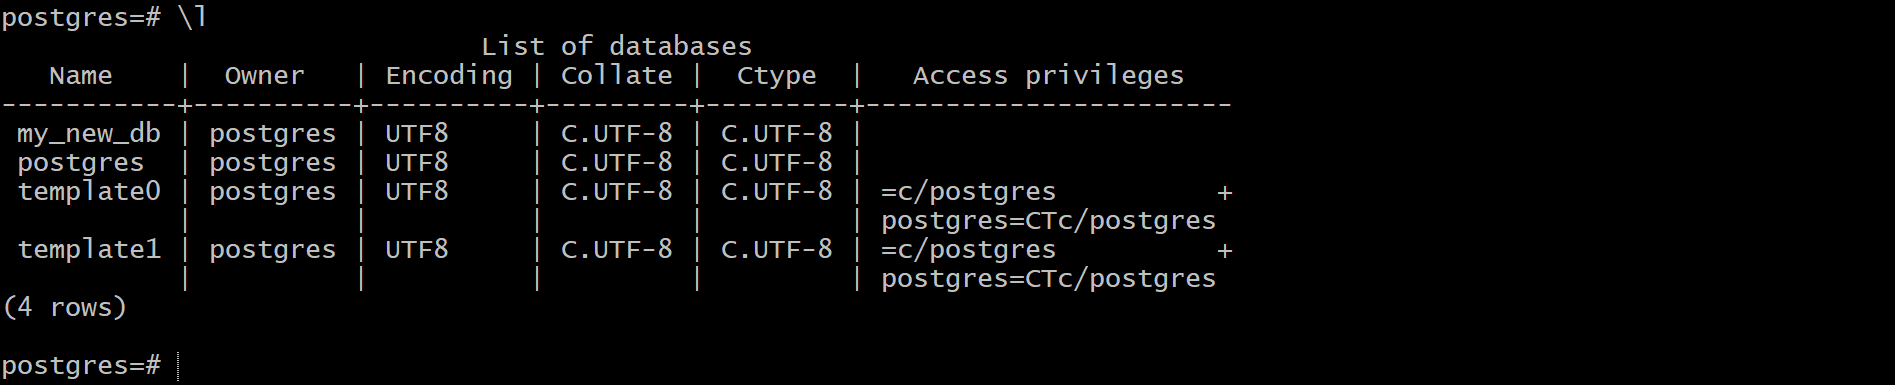 postgres=# \l
                              List of databases
   Name    |  Owner   | Encoding | Collate |  Ctype  |   Access privileges
-----------+----------+----------+---------+---------+-----------------------
 my_new_db | postgres | UTF8     | C.UTF-8 | C.UTF-8 |
 postgres  | postgres | UTF8     | C.UTF-8 | C.UTF-8 |
 template0 | postgres | UTF8     | C.UTF-8 | C.UTF-8 | =c/postgres          +
           |          |          |         |         | postgres=CTc/postgres
 template1 | postgres | UTF8     | C.UTF-8 | C.UTF-8 | =c/postgres          +
           |          |          |         |         | postgres=CTc/postgres
(4 rows)

postgres=#